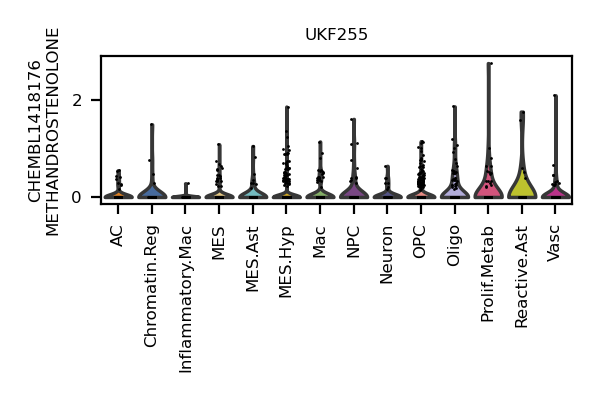 UKF255
CHEMBL1418176
METHANDROSTENOLONE
2
0
AC
Chromatin.Reg
Inflammatory.Mac
MES
MES.Ast
MES.Hyp
Mac
NPC
Neuron
OPC
Oligo
Prolif.Metab
Reactive.Ast
Vasc